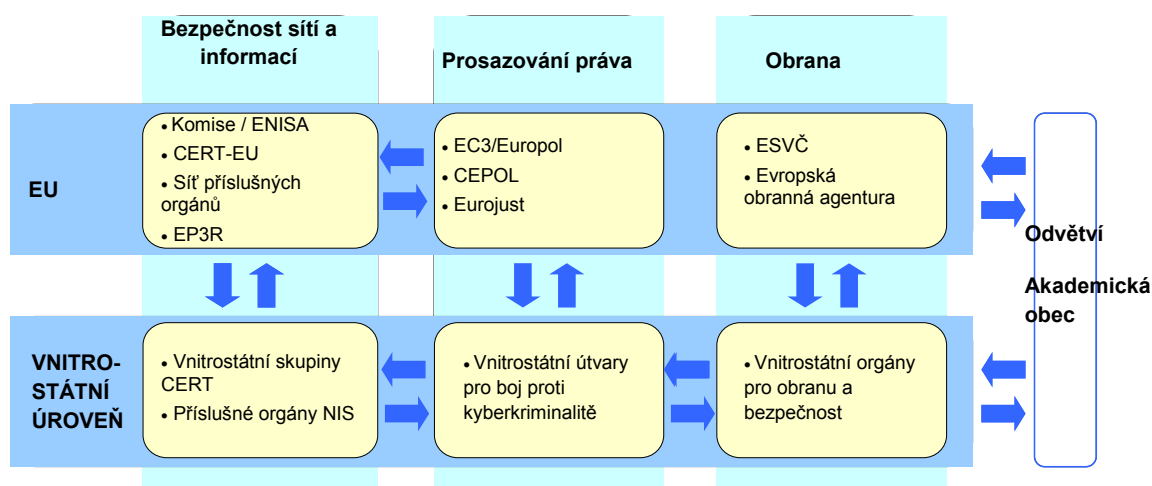 Bezpečnost sítí a
informací
Prosazování práva
Obrana
EU
• Komise / ENISA
• CERT-EU
• Síť příslušných
orgánů
• EP3R
• EC3/Europol
• CEPOL
• Eurojust
• ESVČ
• Evropská
obranná agentura
Odvětví
Akademická
obec
VNITRO-
STÁTNÍ
ÚROVEŇ
• Vnitrostátní skupiny
CERT
• Příslušné orgány NIS
• Vnitrostátní útvary
pro boj proti
kyberkriminalitě
• Vnitrostátní orgány
pro obranu a
bezpečnost